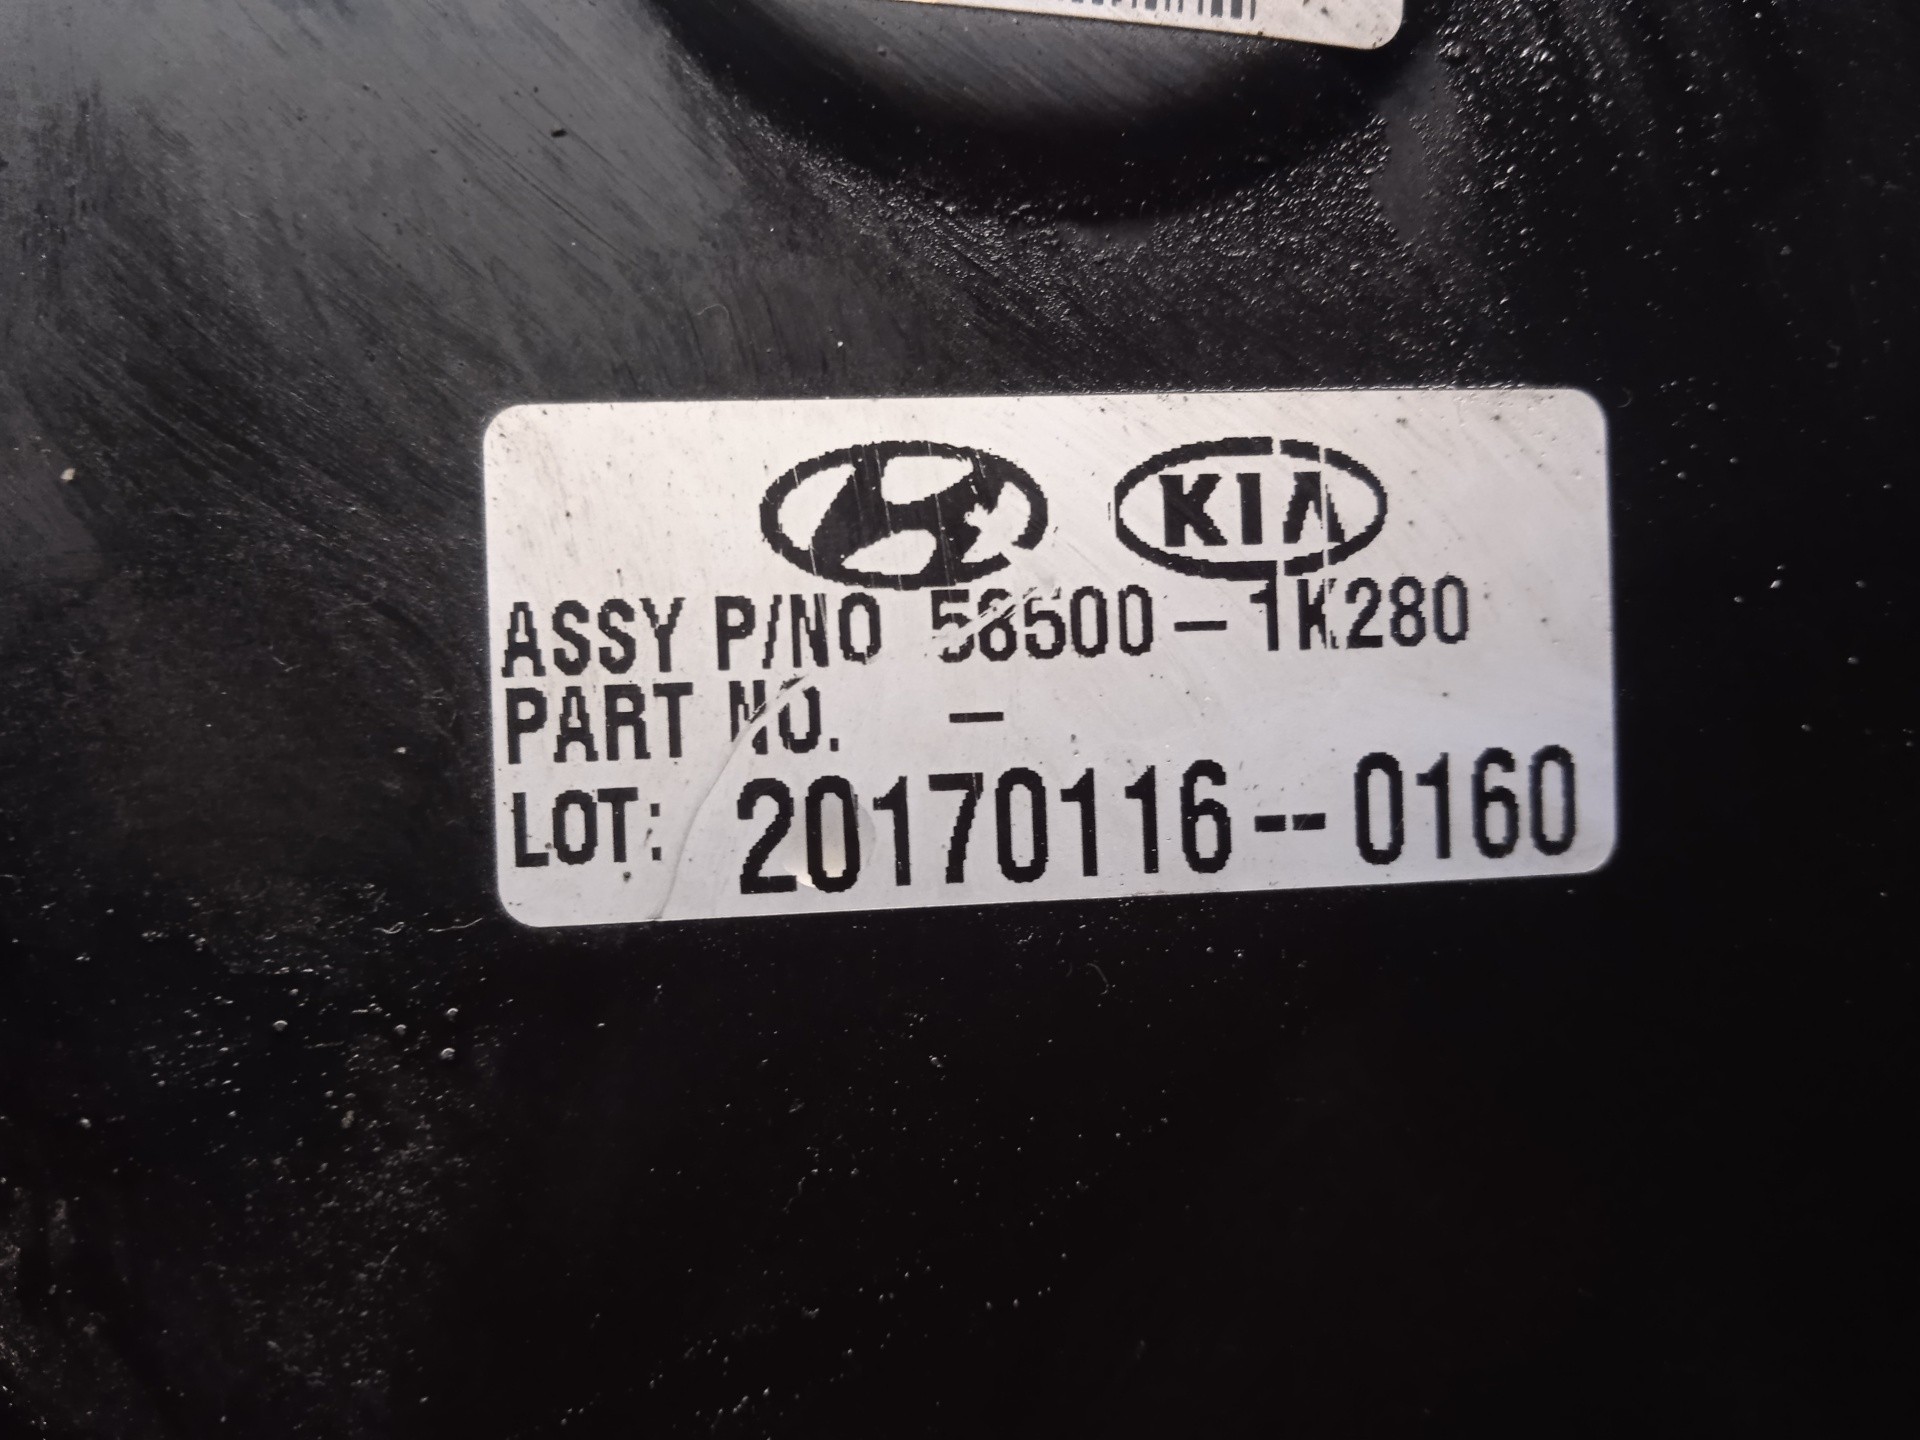 KIA
ASSY P/NO 58500-1K280
PART NO. -
LOT: 20170116--0160